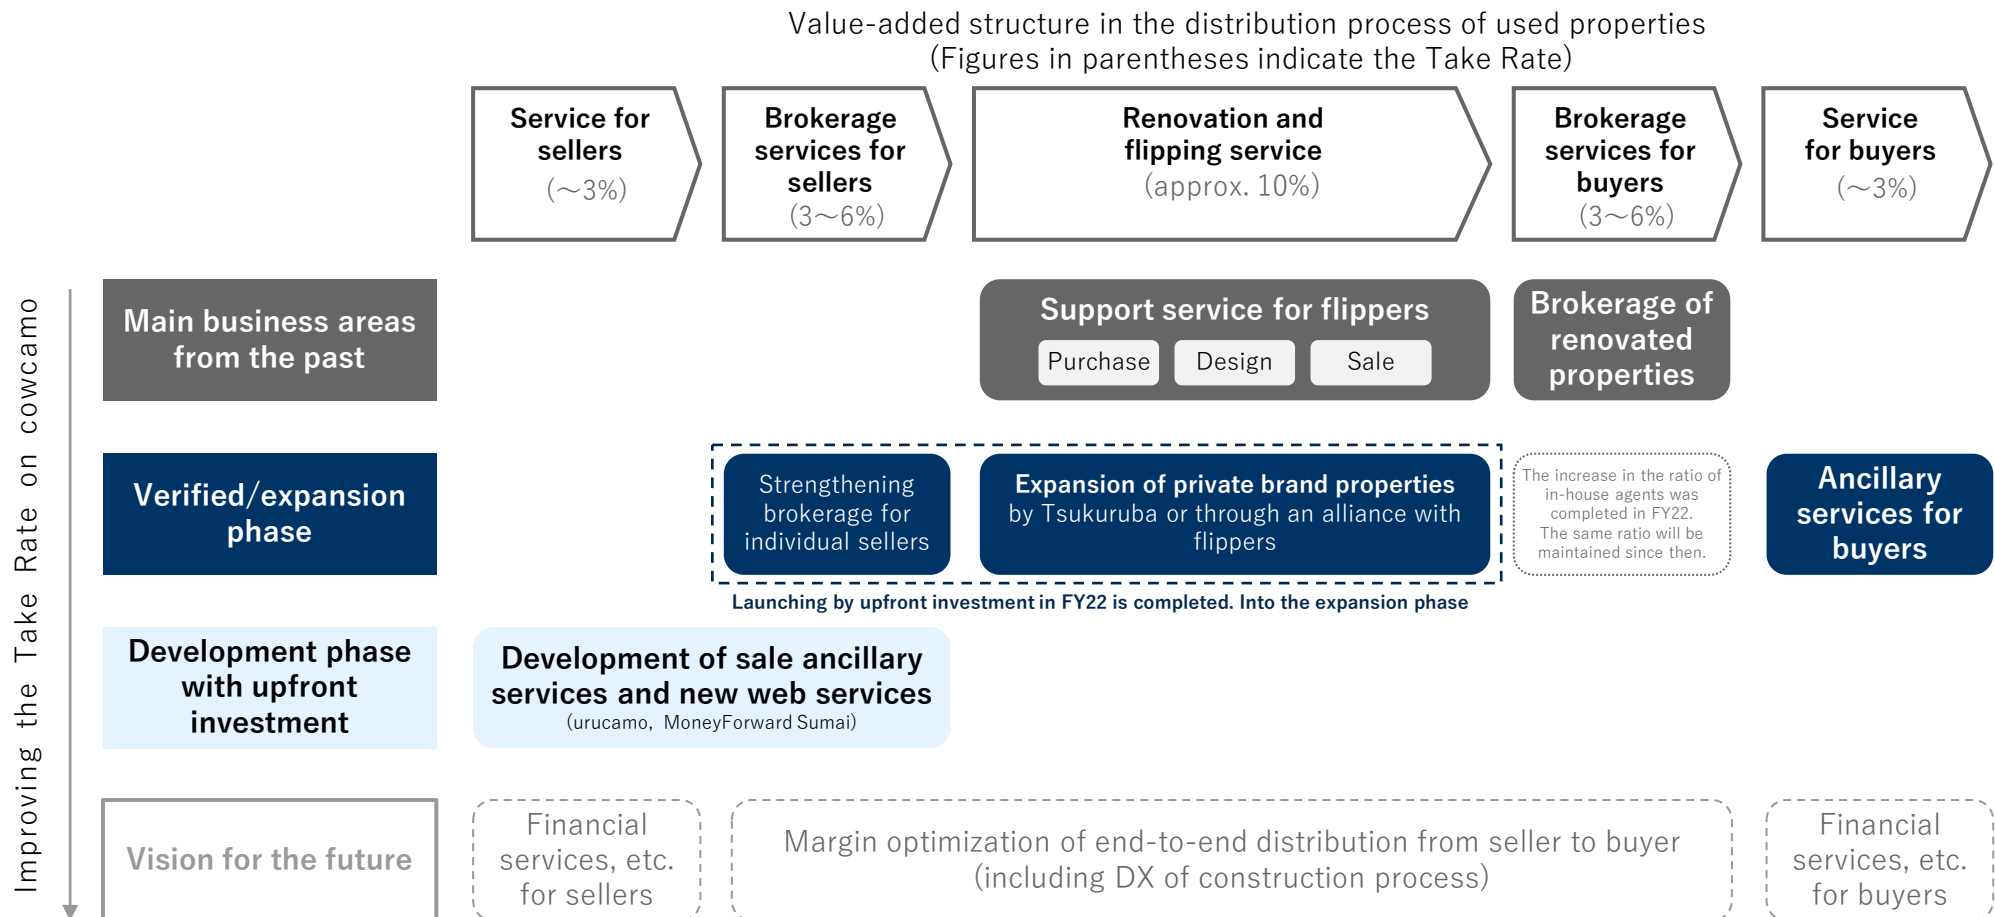 Value-added structure in the distribution process of used properties
(Figures in parentheses indicate the Take Rate)
Service for
sellers
(～3%)
Brokerage
services for
sellers
(3～6%)
Renovation and
flipping service
(approx. 10%)
Brokerage
services for
buyers
(3～6%)
Service
for buyers
(～3%)
Improving the Take Rate on cowcamo
Main business areas
from the past
Support service for flippers
Purchase
Design
Sale
Brokerage of
renovated
properties
Verified/expansion
phase
Strengthening
brokerage for
individual sellers
Expansion of private brand properties
by Tsukuruba or through an alliance with
flippers
The increase in the ratio of
in-house agents was
completed in FY22.
The same ratio will be
maintained since then.
Ancillary
services for
buyers
Launching by upfront investment in FY22 is completed. Into the expansion phase
Development phase
with upfront
investment
Development of sale ancillary
services and new web services
(urucamo, MoneyForward Sumai)
Vision for the future
Financial
services, etc.
for sellers
Margin optimization of end-to-end distribution from seller to buyer
(including DX of construction process)
Financial
services, etc.
for buyers